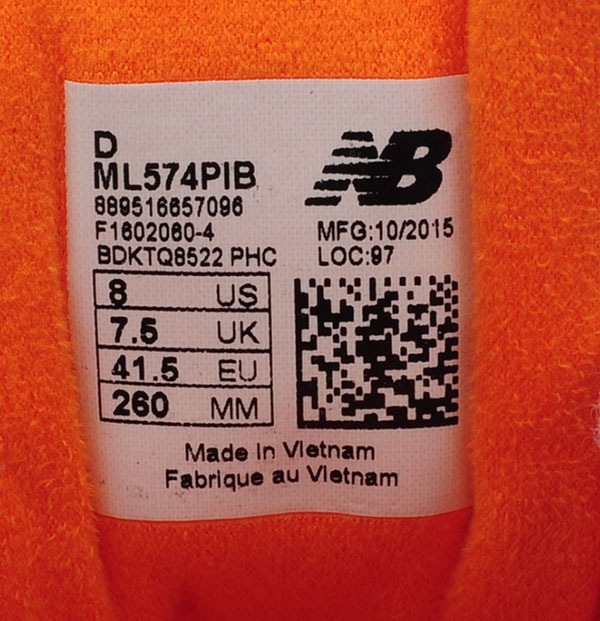 D
ML574PIB
889516657096
F1602060-4
BDKTQ8522 PHC
NB
MFG:10/2015
LOC:97
8 US
7.5 UK
41.5 EU
260 MM
Made in Vietnam
Fabrique au Vietnam